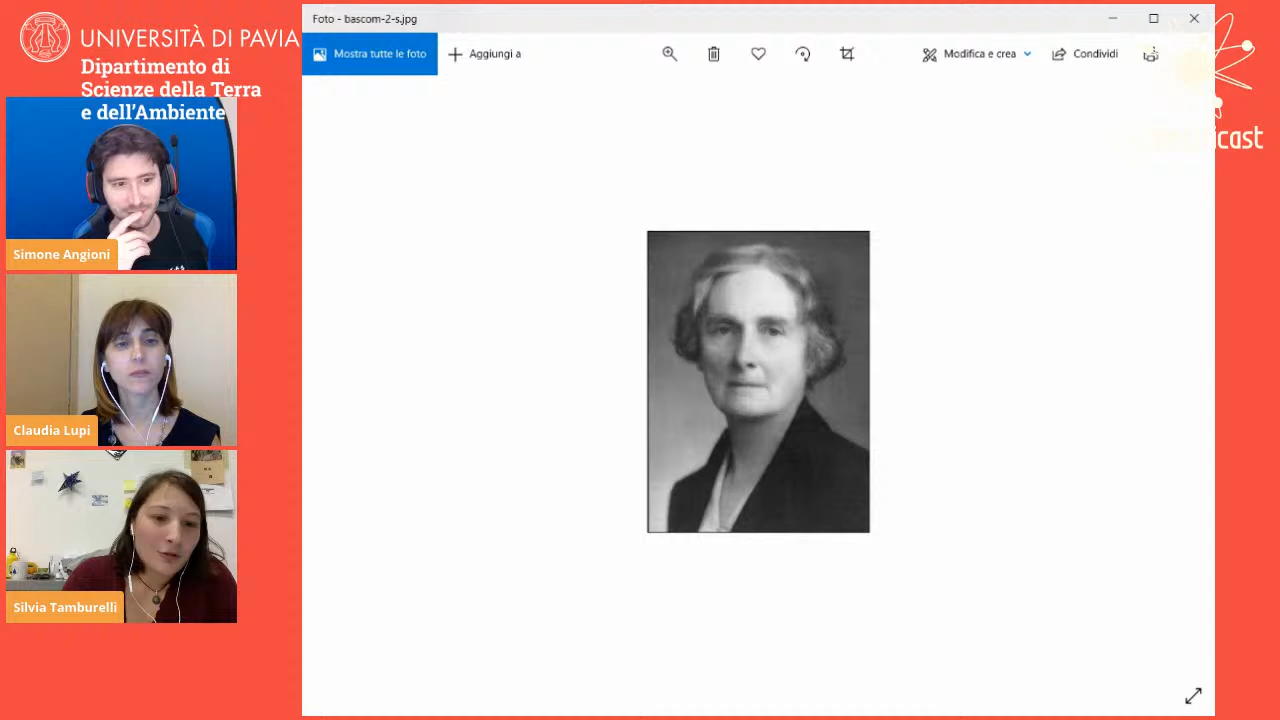 UNIVERSITÀ DI PAVIA
Dipartimento di
Scienze della Terra
e dell'Ambiente
Foto - bascom-2-s.jpg
Mostra tutte le foto
Aggiungi a
Modifica e crea
Condividi
Simone Angioni
Claudia Lupi
Silvia Tamburelli